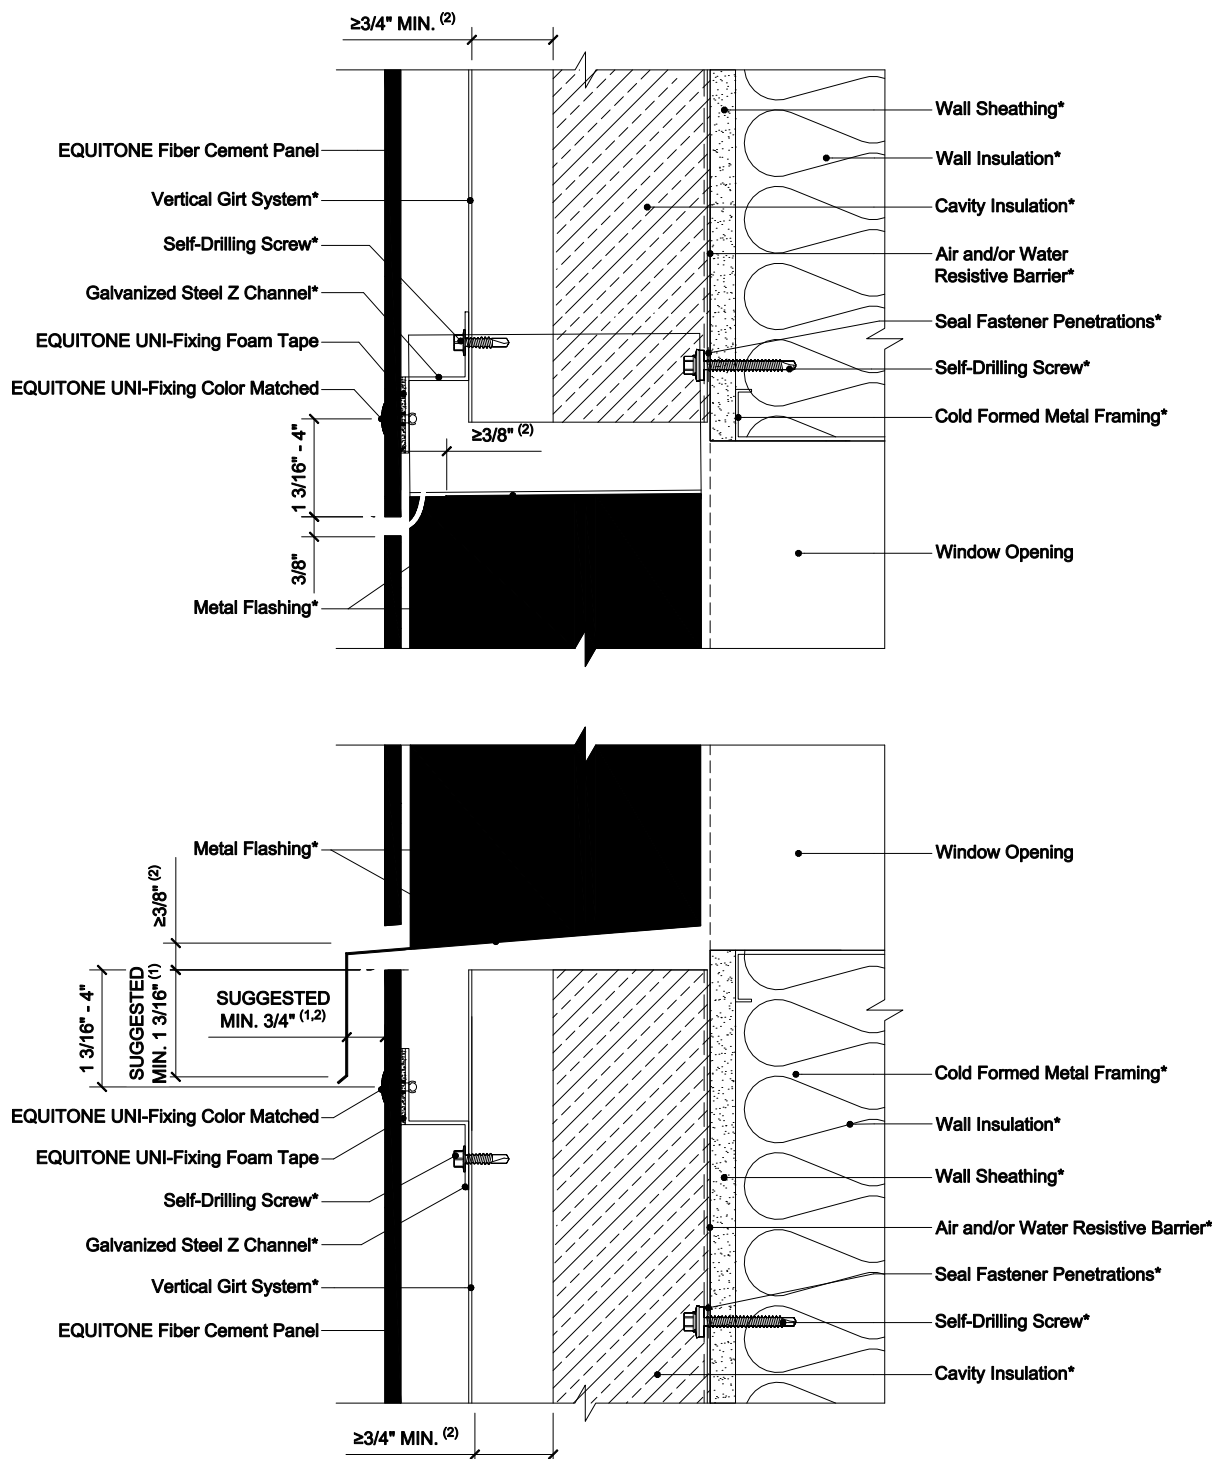 ≥3/4" MIN. (2)
EQUITONE Fiber Cement Panel
Vertical Girt System*
Self-Drilling Screw*
Galvanized Steel Z Channel*
EQUITONE UNI-Fixing Foam Tape
EQUITONE UNI-Fixing Color Matched
Wall Sheathing*
Wall Insulation*
Cavity Insulation*
Air and/or Water
Resistive Barrier*
Seal Fastener Penetrations*
Self-Drilling Screw*
Cold Formed Metal Framing*
≥3/8" (2)
1 3/16" - 4"
3/8"
Window Opening
Metal Flashing*
Metal Flashing*
Window Opening
≥3/8" (2)
1 3/16" - 4"
SUGGESTED
MIN. 1 3/16" (1)
SUGGESTED
MIN. 3/4" (1,2)
EQUITONE UNI-Fixing Color Matched
EQUITONE UNI-Fixing Foam Tape
Self-Drilling Screw*
Galvanized Steel Z Channel*
Vertical Girt System*
EQUITONE Fiber Cement Panel
Cold Formed Metal Framing*
Wall Insulation*
Wall Sheathing*
Air and/or Water Resistive Barrier*
Seal Fastener Penetrations*
Self-Drilling Screw*
Cavity Insulation*
≥3/4" MIN. (2)